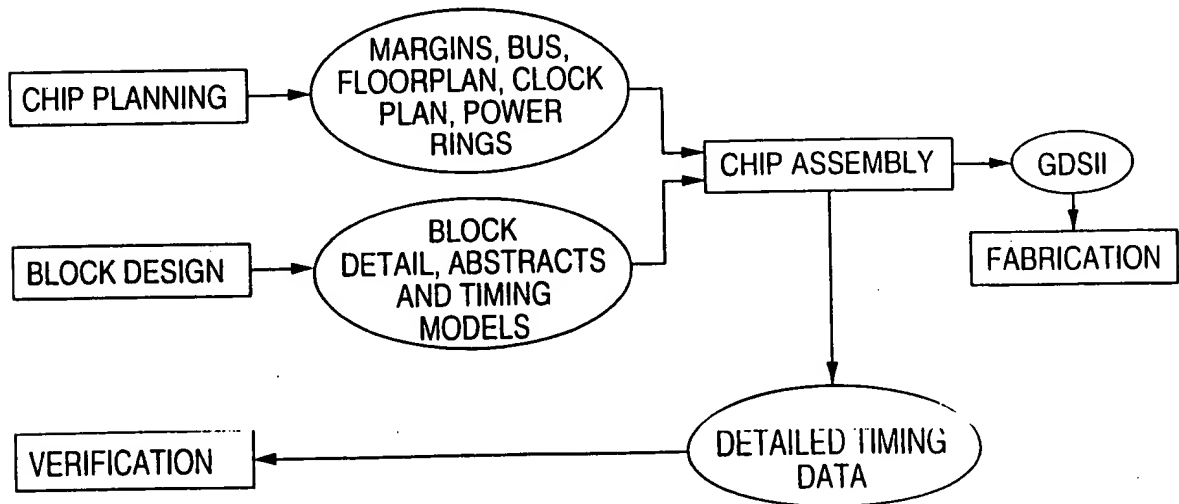 CHIP PLANNING
MARGINS, BUS,
FLOORPLAN, CLOCK
PLAN, POWER
RINGS
CHIP ASSEMBLY
GDSII
FABRICATION
BLOCK DESIGN
BLOCK
DETAIL, ABSTRACTS
AND TIMING
MODELS
VERIFICATION
DETAILED TIMING
DATA